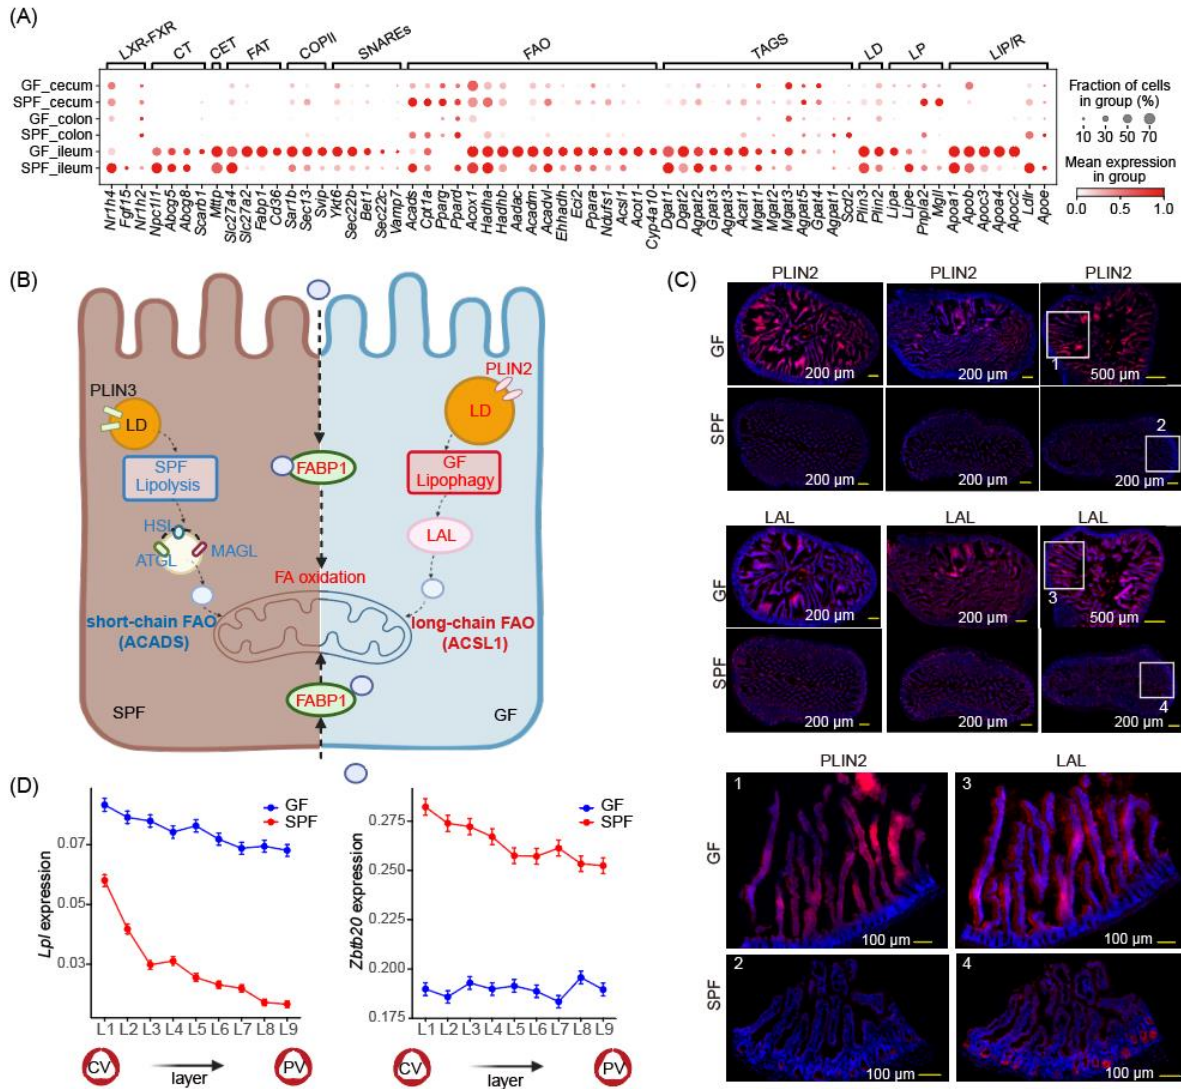 (A)
LXR-FXR
CT
CET
FAT
COPII
SNAREs
FAO
TAGS
LD
LP
LIP/R
GF_cecum
SPF_cecum
GF_colon
SPF_colon
GF_ileum
SPF_ileum
Fraction of cells
in group (%)
10 30 50 70
Mean expression
in group
0.0 0.5 1.0
Nr1h4
Fgf15
Nr1h2
Npc1l1
Abcg5
Abcg8
Scarb1
Mttp
Slc27a4
Slc27a2
Fabp1
Cd36
Sar1b
Sec13
Svip
Ykt6
Sec22b
Bet1
Sec22c
Vamp7
Acads
Cpt1a
Pparg
Ppard
Acox1
Hadha
Hadhb
Aadac
Acadm
Acadvl
Ehhadh
Eci2
Ppara
Ndufs1
Acsl1
Acot1
Cyp4a10
Dgat1
Dgat2
Agpat2
Gpat3
Agpat3
Acat1
Mgat1
Mgat2
Mgat3
Agpat5
Gpat4
Agpat1
Scd2
Plin3
Plin2
Lipa
Lipe
Pnpla2
Mgll
Apoa1
Apob
Apoc3
Apoa4
Apoc2
Ldlr
Apoe
(B)
PLIN3
LD
SPF
Lipolysis
HSL
ATGL
MAGL
short-chain FAO
(ACADS)
SPF
FABP1
FA oxidation
FABP1
PLIN2
LD
GF
Lipophagy
LAL
long-chain FAO
(ACSL1)
GF
(C)
PLIN2 PLIN2 PLIN2
GF
200 µm 200 µm 500 µm
1
SPF
200 µm 200 µm 200 µm
2
LAL LAL LAL
GF
200 µm 200 µm 500 µm
3
SPF
200 µm 200 µm 200 µm
4
PLIN2 LAL
GF
1 3
100 µm 100 µm
SPF
2 4
100 µm 100 µm
(D)
GF
SPF
Lpl expression
0.07
0.05
0.03
L1 L2 L3 L4 L5 L6 L7 L8 L9
CV layer PV
GF
SPF
Zbtb20 expression
0.275
0.250
0.225
0.200
0.175
L1 L2 L3 L4 L5 L6 L7 L8 L9
CV layer PV